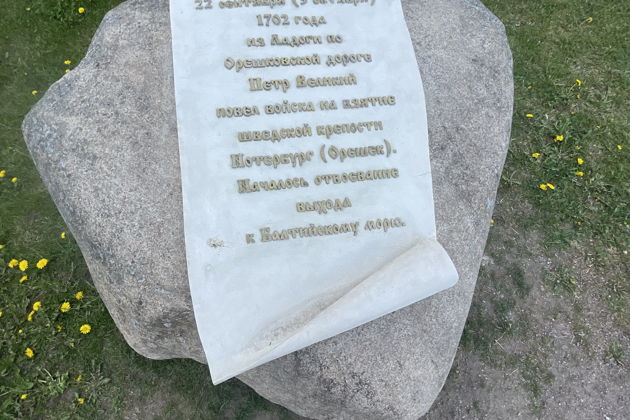 22 сентября (3 октября)
1702 года
из Ладоги по
Орешковской дороге
Петр Великий
повел войска на взятие
шведской крепости
Нотербург (Орешек).
Началось отвоевание
выхода
к Балтийскому морю.